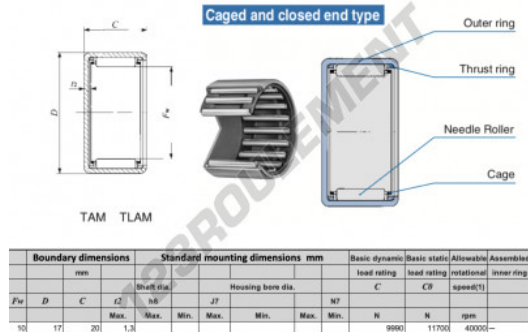 Caged and closed end type
C
Outer ring
Thrust ring
t2
D
Fw
Needle Roller
Cage
TAM TLAM
123ROULEMENT
Boundary dimensions Standard mounting dimensions mm Basic dynamic Basic static Allowable Assembled
mm load rating load rating rotational inner ring
Shaft dia. Housing bore dia. C C0 speed(1)
Fw D C t2 h6 J7 N7
Max. Max. Min. Max. Min. Max. Min. N N rpm
10 17 20 1,3 9990 11700 40000 —